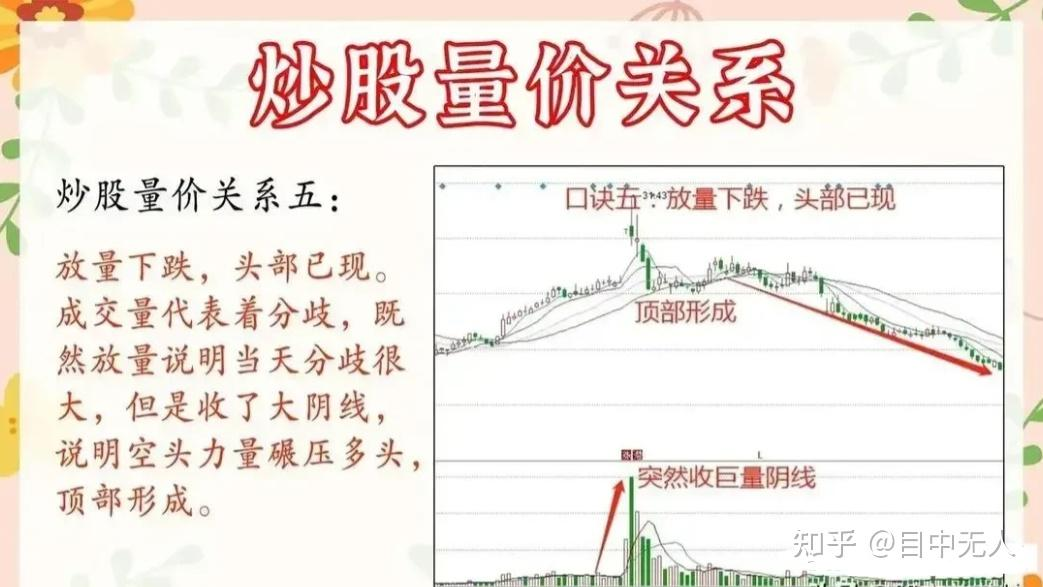 炒股量价关系
炒股量价关系五：
放量下跌，头部已现。
成交量代表着分歧，既
然放量说明当天分歧很
大，但是收了大阴线，
说明空头力量碾压多头，
顶部形成。
口诀五：放量下跌，头部已现
31.43
顶部形成
L
突然收巨量阴线
知乎 @目中无人